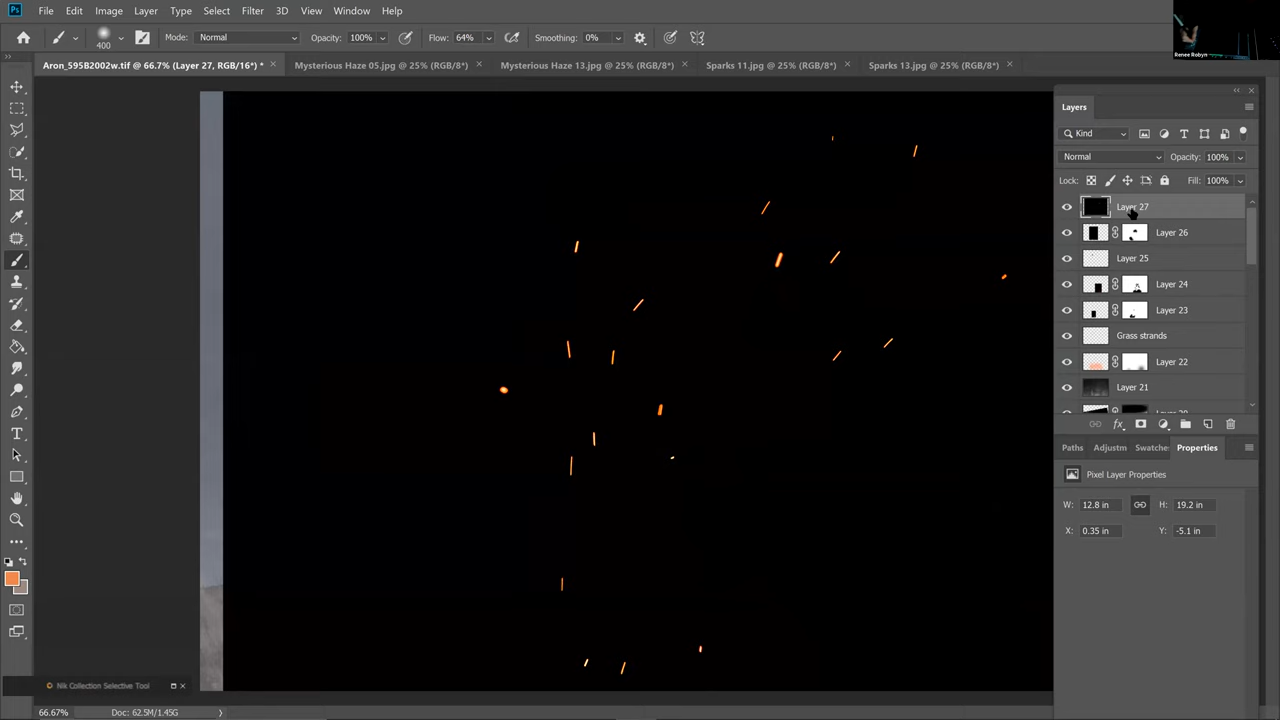 Ps File Edit Image Layer Type Select Filter 3D View Window Help
Renee Robyn
400 Mode: Normal Opacity: 100% Flow: 64% Smoothing: 0%
Aron_595B2002w.tif @ 66.7% (Layer 27, RGB/16*) * × Mysterious Haze 05.jpg @ 25% (RGB/8*) × Mysterious Haze 13.jpg @ 25% (RGB/8*) × Sparks 11.jpg @ 25% (RGB/8*) × Sparks 13.jpg @ 25% (RGB/8*) ×
Layers
Kind
Normal Opacity: 100%
Lock: Fill: 100%
Layer 27
Layer 26
Layer 25
Layer 24
Layer 23
Grass strands
Layer 22
Layer 21
fx
Paths Adjustm Swatche Properties
Pixel Layer Properties
W: 12.8 in H: 19.2 in
X: 0.35 in Y: -5.1 in
Nik Collection Selective Tool
66.67% Doc: 62.5M/1.45G